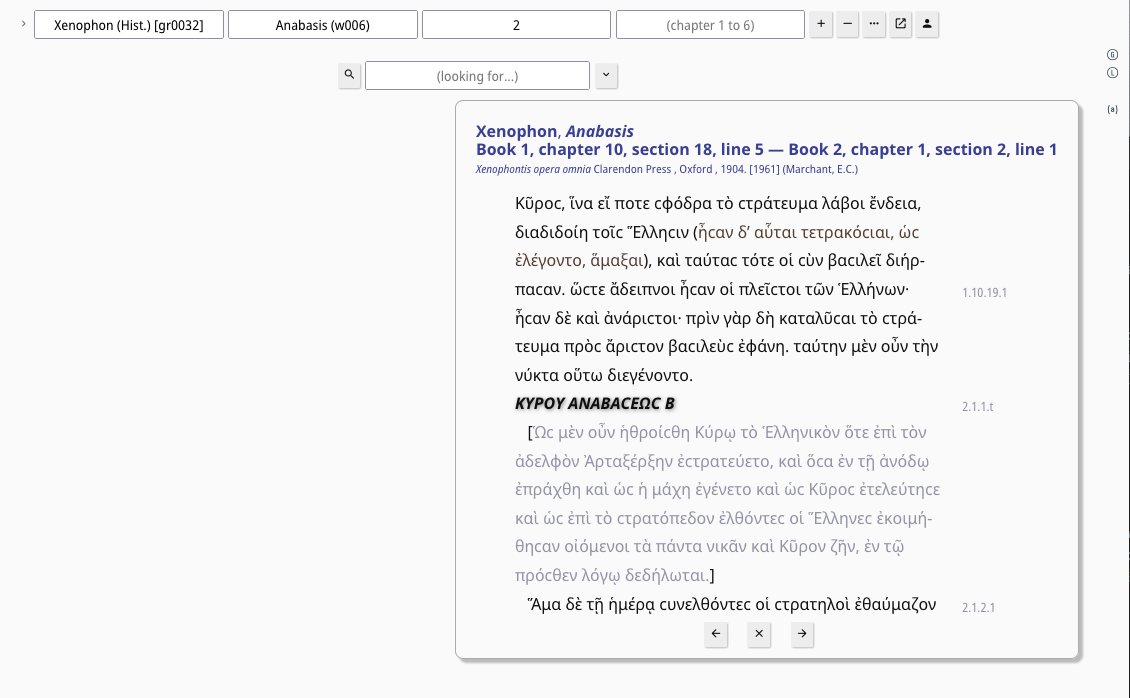 Xenophon (Hist.) [gr0032]
Anabasis (w006)
2
(chapter 1 to 6)
(looking for...)
G
L
(a)
Xenophon, Anabasis
Book 1, chapter 10, section 18, line 5 — Book 2, chapter 1, section 2, line 1
Xenophontis opera omnia Clarendon Press , Oxford , 1904. [1961] (Marchant, E.C.)
Κῦροϲ, ἵνα εἴ ποτε ϲφόδρα τὸ ϲτράτευμα λάβοι ἔνδεια,
διαδιδοίη τοῖϲ Ἕλληϲιν (ἦϲαν δ’ αὗται τετρακόϲιαι, ὡϲ
ἐλέγοντο, ἅμαξαι), καὶ ταύταϲ τότε οἱ ϲὺν βαϲιλεῖ διήρ-
παϲαν. ὥϲτε ἄδειπνοι ἦϲαν οἱ πλεῖϲτοι τῶν Ἑλλήνων· 1.10.19.1
ἦϲαν δὲ καὶ ἀνάριϲτοι· πρὶν γὰρ δὴ καταλῦϲαι τὸ ϲτρά-
τευμα πρὸϲ ἄριϲτον βαϲιλεὺϲ ἐφάνη. ταύτην μὲν οὖν τὴν
νύκτα οὕτω διεγένοντο.
ΚΥΡΟΥ ΑΝΑΒΑϹΕΩϹ Β 2.1.1.t
[Ὡϲ μὲν οὖν ἡθροίϲθη Κύρῳ τὸ Ἑλληνικὸν ὅτε ἐπὶ τὸν
ἀδελφὸν Ἀρταξέρξην ἐϲτρατεύετο, καὶ ὅϲα ἐν τῇ ἀνόδῳ
ἐπράχθη καὶ ὡϲ ἡ μάχη ἐγένετο καὶ ὡϲ Κῦροϲ ἐτελεύτηϲε
καὶ ὡϲ ἐπὶ τὸ ϲτρατόπεδον ἐλθόντεϲ οἱ Ἕλληνεϲ ἐκοιμή-
θηϲαν οἰόμενοι τὰ πάντα νικᾶν καὶ Κῦρον ζῆν, ἐν τῷ
πρόϲθεν λόγῳ δεδήλωται.]
Ἅμα δὲ τῇ ἡμέρᾳ ϲυνελθόντεϲ οἱ ϲτρατηλοὶ ἐθαύμαζον 2.1.2.1